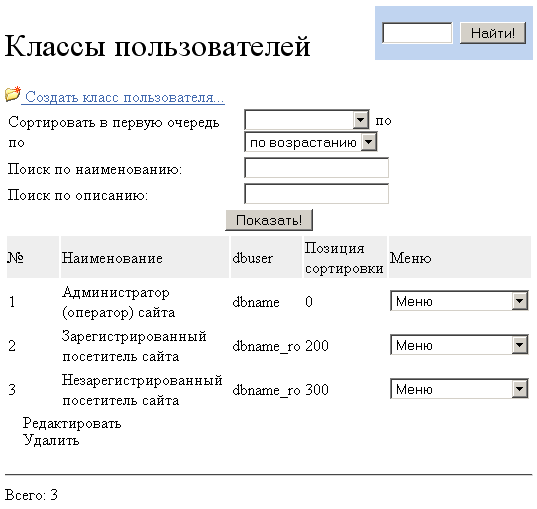 Классы пользователей
Найти!
Создать класс пользователя...
Сортировать в первую очередь по
по
по возрастанию
Поиск по наименованию:
Поиск по описанию:
Показать!
№ Наименование dbuser Позиция сортировки Меню
1 Администратор (оператор) сайта dbname 0 Меню
2 Зарегистрированный посетитель сайта dbname_ro 200 Меню
3 Незарегистрированный посетитель сайта dbname_ro 300 Меню
Редактировать
Удалить
Всего: 3